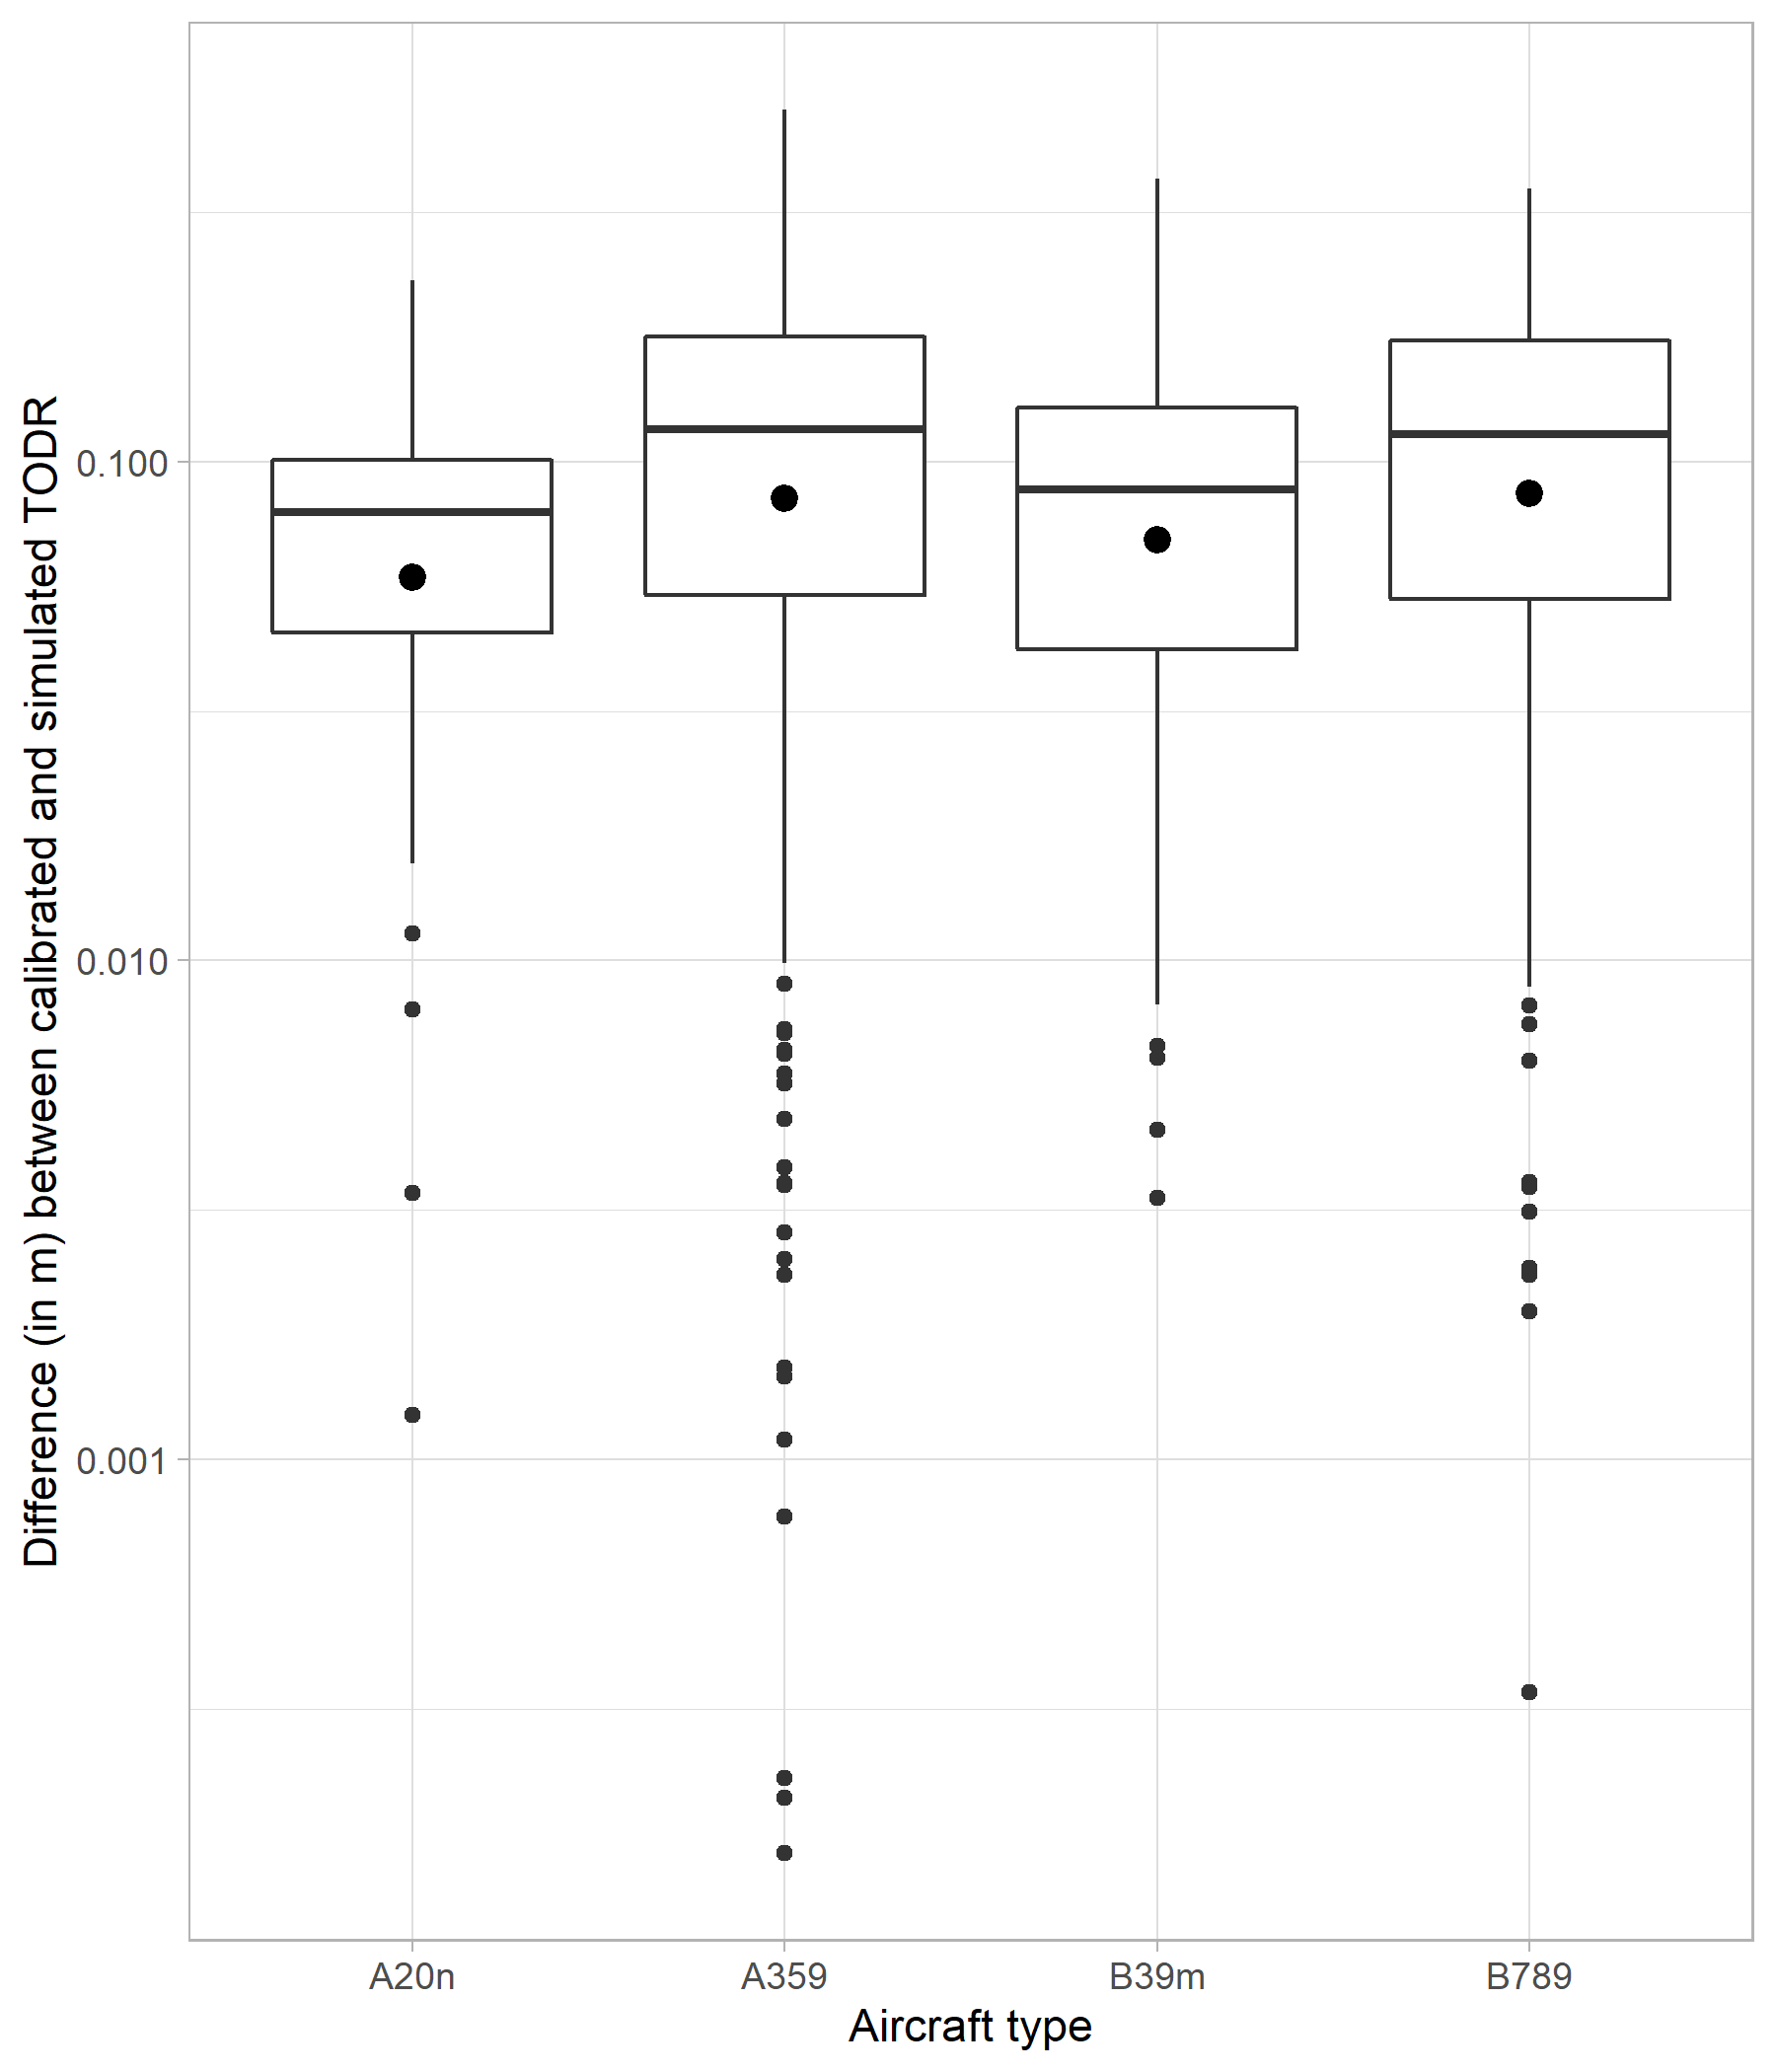 Difference (in m) between calibrated and simulated TODR
0.100
0.010
0.001
A20n A359 B39m B789
Aircraft type